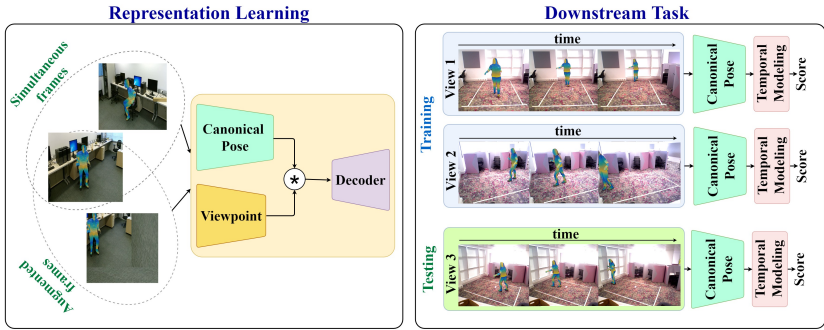 Representation Learning
Simultaneous
frames
Augmented
frames
Canonical
Pose
Viewpoint
*
Decoder
Downstream Task
Training
View 1
time
Canonical
Pose
Temporal
Modeling
Score
View 2
time
Canonical
Pose
Temporal
Modeling
Score
Testing
View 3
time
Canonical
Pose
Temporal
Modeling
Score